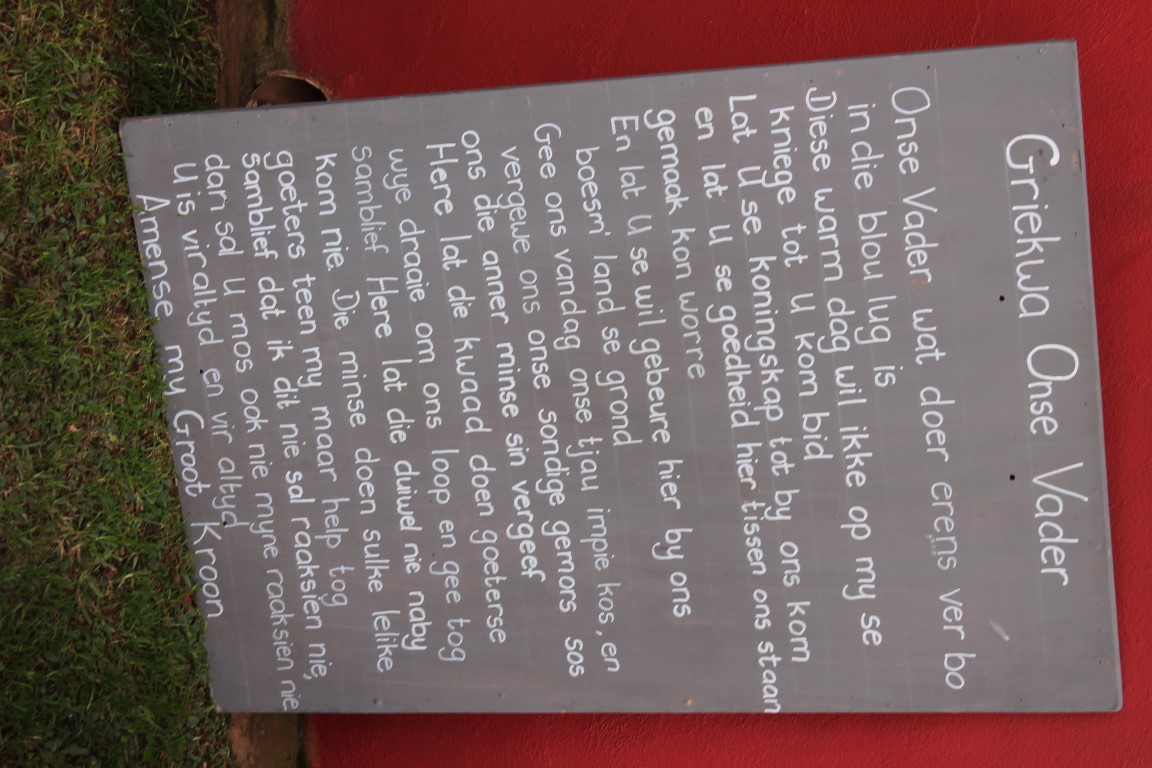 Griekwa Onse Vader
Onse Vader wat doer erens ver bo
in die blou lug is
Diese warm dag wil ikke op my se
kniege tot u kom bid
Lat u se koningskap tot by ons kom
en lat u se goedheid hier tissen ons staan
gemaak kon worre
En lat u se wil gebeure hier by ons
boesm' land se grond
Gee ons vandag onse tjau impie kos, en
vergewe ons onse sondige gemors sos
ons die anner minse sin vergeef
Here lat die kwaad doen goeterse
wye draaie om ons loop en gee tog
samblief Here lat die duiwel nie naby
kom nie. Die minse doen sulke lelike
goeters teen my maar help tog
samblief dat ik dit nie sal raaksien nie,
dan sal u mos ook nie myne raaksien nie
U is vir altyd en vir altyd
Amense my Groot Kroon